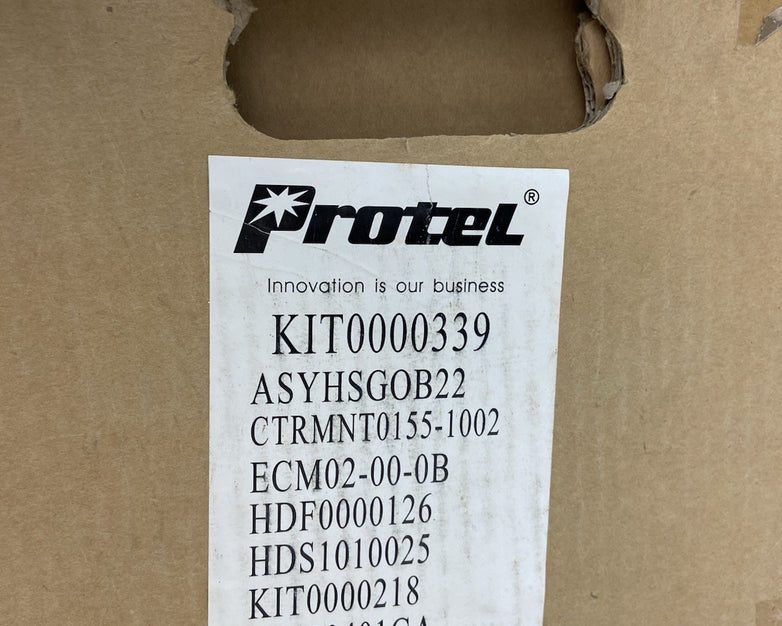 Protel®
Innovation is our business
KIT0000339
ASYHSGOB22
CTRMNT0155-1002
ECM02-00-0B
HDF0000126
HDS1010025
KIT0000218